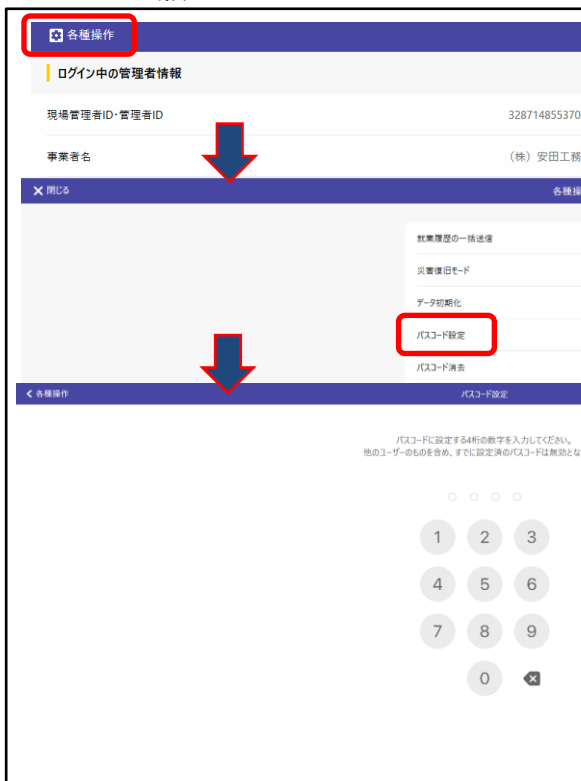 各種操作
ログイン中の管理者情報
現場管理者ID・管理者ID 328714855370
事業者名 (株) 安田工務
閉じる 各種操
就業履歴の一括送信
災害復旧モード
データ初期化
パスコード設定
パスコード消去
各種操作 パスコード設定
パスコードに設定する4桁の数字を入力してください。
他のユーザーのものを含め、すでに設定済のパスコードは無効とな
1 2 3
4 5 6
7 8 9
0